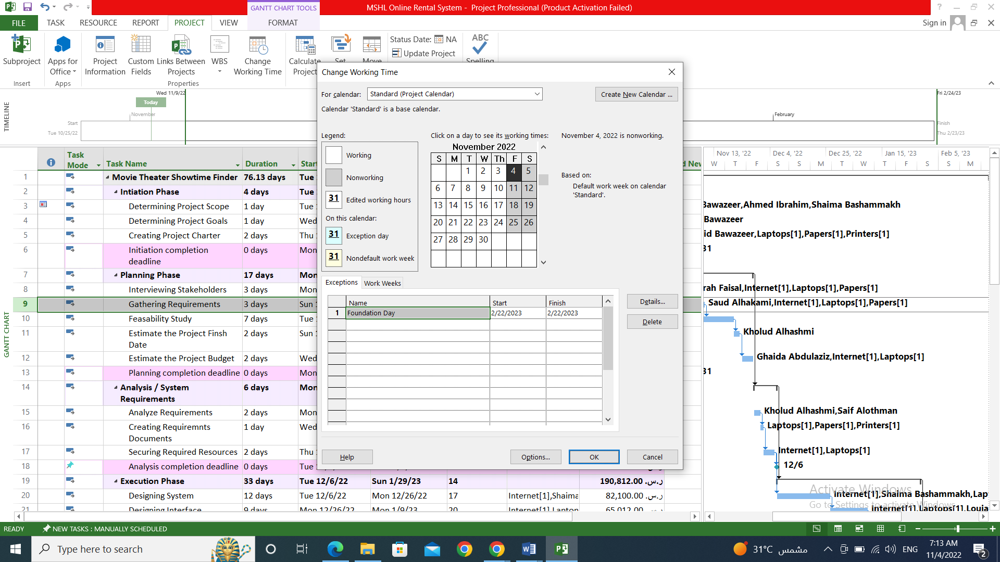 GANTT CHART TOOLS
MSHL Online Rental System - Project Professional (Product Activation Failed)
FILE
TASK
RESOURCE
REPORT
PROJECT
VIEW
FORMAT
Sign in
Subproject
Apps for Office
Project Information
Custom Fields
Links Between Projects
WBS
Change Working Time
Calculate Project
Set
Move
Status Date: NA
Update Project
ABC
Spelling
Insert
Apps
Properties
TIMELINE
Wed 11/9/22
Today
November
Start
Tue 10/25/22
February
Fri 2/24/23
Finish
Thu 2/23/23
Change Working Time
For calendar:
Standard (Project Calendar)
Create New Calendar ...
Calendar 'Standard' is a base calendar.
Legend:
Working
Nonworking
31 Edited working hours
On this calendar:
31 Exception day
31 Nondefault work week
Click on a day to see its working times:
November 2022
S M T W Th F S
1 2 3 4 5
6 7 8 9 10 11 12
13 14 15 16 17 18 19
20 21 22 23 24 25 26
27 28 29 30
November 4, 2022 is nonworking.
Based on:
Default work week on calendar
'Standard'.
Exceptions
Work Weeks
Name Start Finish
1 Foundation Day 2/22/2023 2/22/2023
Details...
Delete
Help
Options...
OK
Cancel
GANTT CHART
Task Mode
Task Name
Duration
Start
d New
1 Movie Theater Showtime Finder 76.13 days Tue
2 Intiation Phase 4 days Tue
3 Determining Project Scope 1 day Tue
4 Determining Project Goals 1 day Wed
5 Creating Project Charter 2 days Thu
6 Initiation completion deadline 0 days Mon
7 Planning Phase 17 days Mon
8 Interviewing Stakeholders 3 days Mon
9 Gathering Requirements 3 days Sun
10 Feasability Study 7 days Tue
11 Estimate the Project Finsh Date 2 days Sun
12 Estimate the Project Budget 2 days Wed
13 Planning completion deadline 0 days Mon
14 Analysis / System Requirements 6 days Mon
15 Analyze Requirements 2 days Mon
16 Creating Requiremnts Documents 1 day Wed
17 Securing Required Resources 2 days Thu
18 Analysis completion deadline 0 days Tue
19 Execution Phase 33 days Tue 12/6/22 Sun 1/29/23 14 ر.س. 190,812.00
20 Designing System 12 days Tue 12/6/22 Mon 12/26/22 17 Internet[1],Shaima ر.س. 82,100.00
21 Designing Interface 9 days Mon 12/26/22 Mon 1/9/23 20 Internet[1],Lapton ر.س. 65,012.00
Nov 13, '22 Dec 4, '22 Dec 25, '22 Jan 15, '23 Feb 5, '23
W T F S S M T W T F S S M
Bawazeer,Ahmed Ibrahim,Shaima Bashammakh
Bawazeer
id Bawazeer,Laptops[1],Papers[1],Printers[1]
31
rah Faisal,Internet[1],Laptops[1],Papers[1]
Saud Alhakami,Internet[1],Laptops[1],Papers[1]
Kholud Alhashmi
Ghaida Abdulaziz,Internet[1],Laptops[1]
31
Kholud Alhashmi,Saif Alothman
Laptops[1],Papers[1],Printers[1]
Internet[1],Laptops[1]
12/6
Internet[1],Shaima Bashammakh,Lap
Internet[1],Laptops[1],Loujа
Activate Windows
Go to Settings to activate Windows.
READY
NEW TASKS : MANUALLY SCHEDULED
Type here to search
31°C مشمس
ENG
7:13 AM
11/4/2022
2